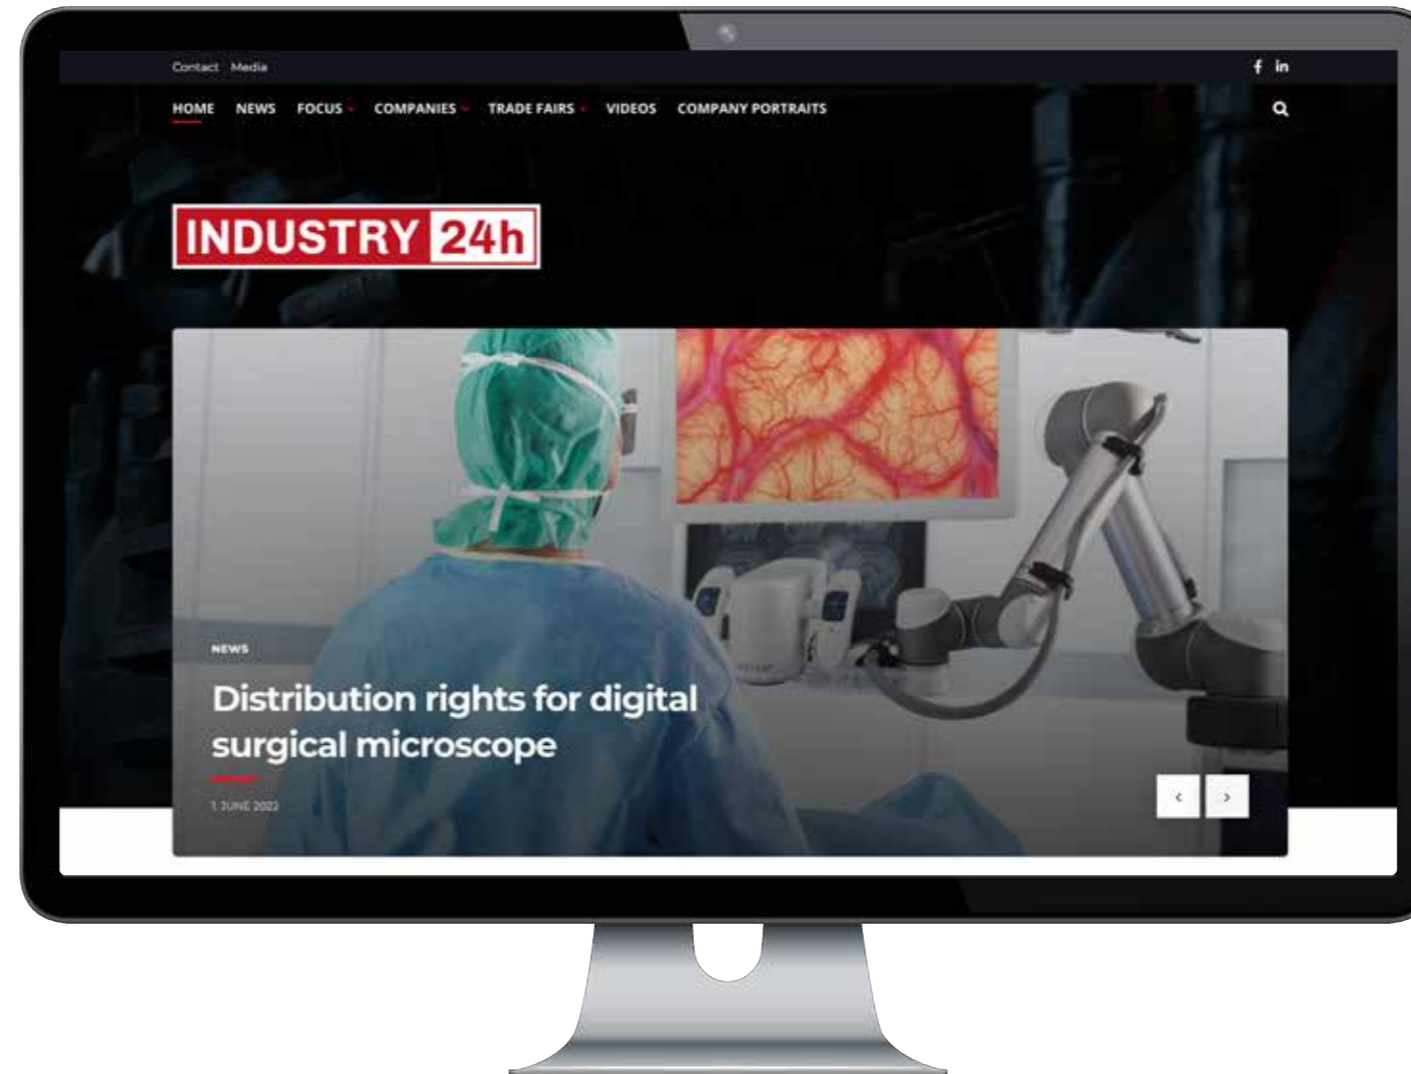 Contact Media
f in
HOME NEWS FOCUS COMPANIES TRADE FAIRS VIDEOS COMPANY PORTRAITS
INDUSTRY 24h
NEWS
Distribution rights for digital
surgical microscope
1. JUNE 2022